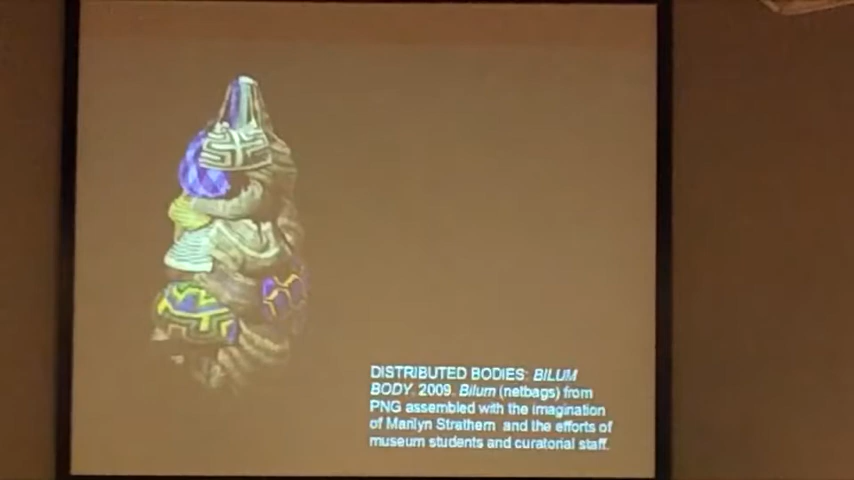 DISTRIBUTED BODIES: BILUM
BODY. 2009. Bilum (netbags) from
PNG assembled with the imagination
of Marilyn Strathern and the efforts of
museum students and curatorial staff.